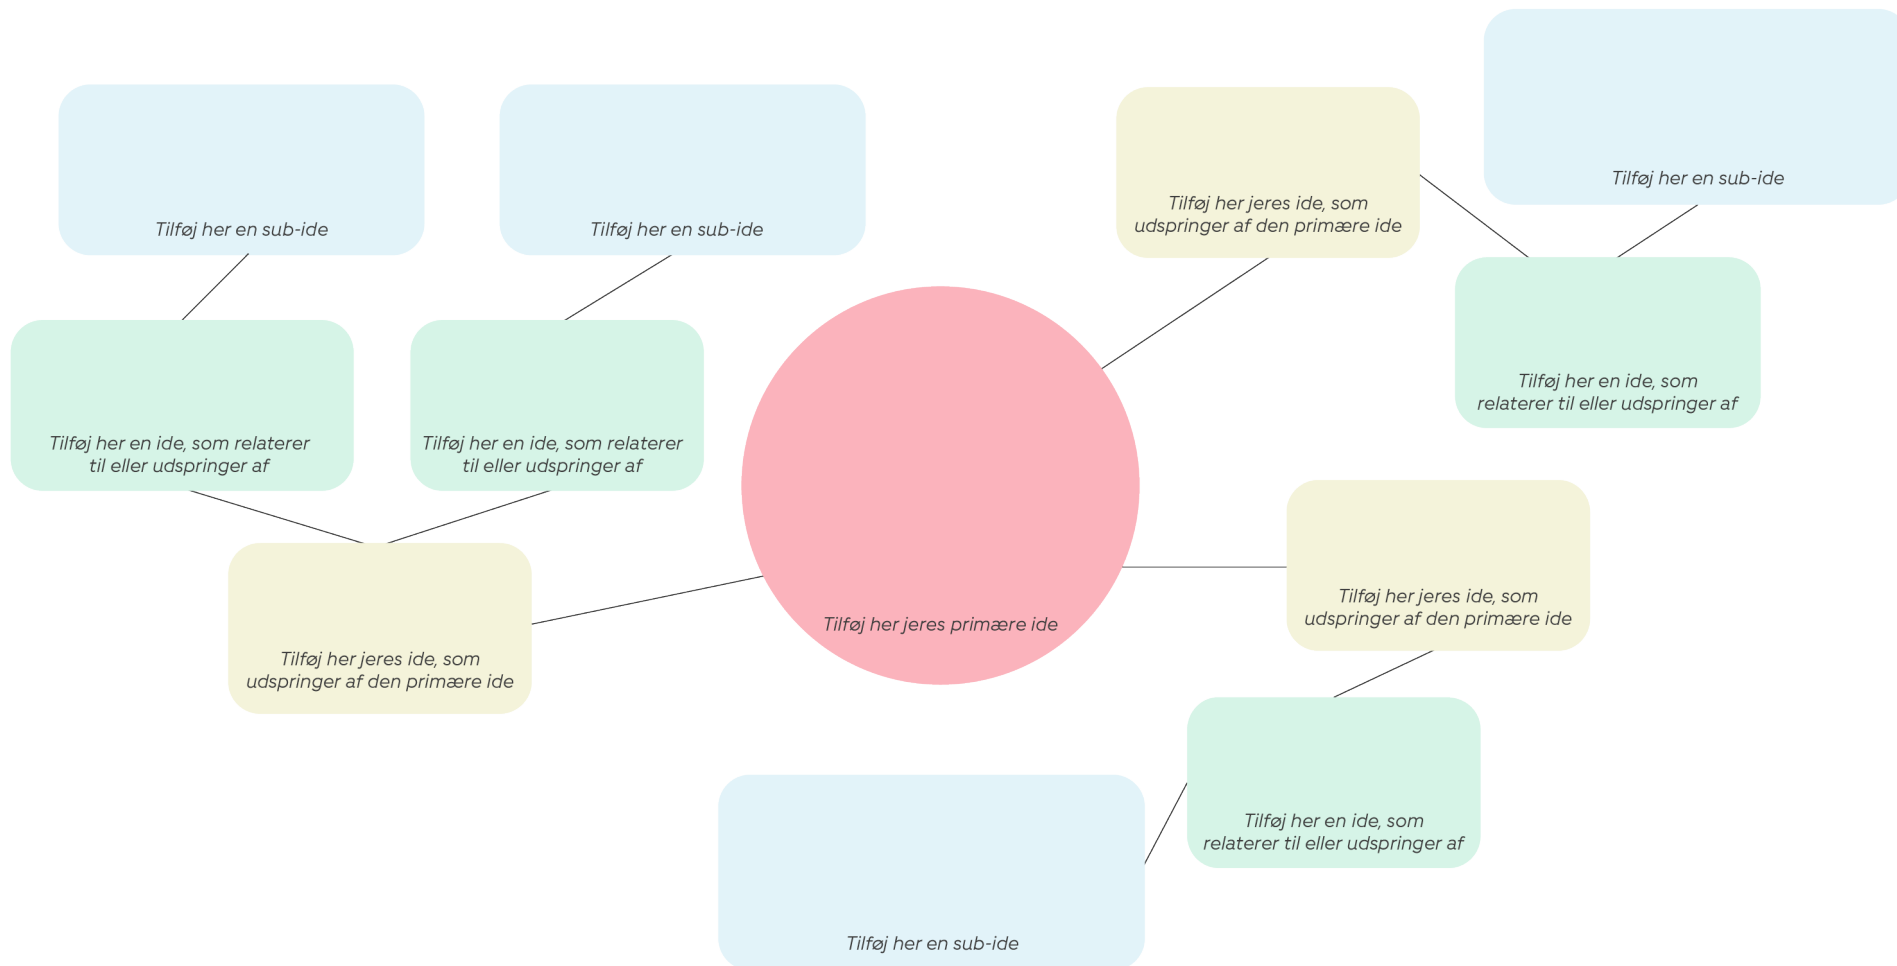 Tilføj her en sub-ide
Tilføj her en sub-ide
Tilføj her en sub-ide
Tilføj her jeres ide, som
udspringer af den primære ide
Tilføj her en ide, som
relaterer til eller udspringer af
Tilføj her en ide, som relaterer
til eller udspringer af
Tilføj her en ide, som relaterer
til eller udspringer af
Tilføj her jeres primære ide
Tilføj her jeres ide, som
udspringer af den primære ide
Tilføj her jeres ide, som
udspringer af den primære ide
Tilføj her en ide, som
relaterer til eller udspringer af
Tilføj her en sub-ide